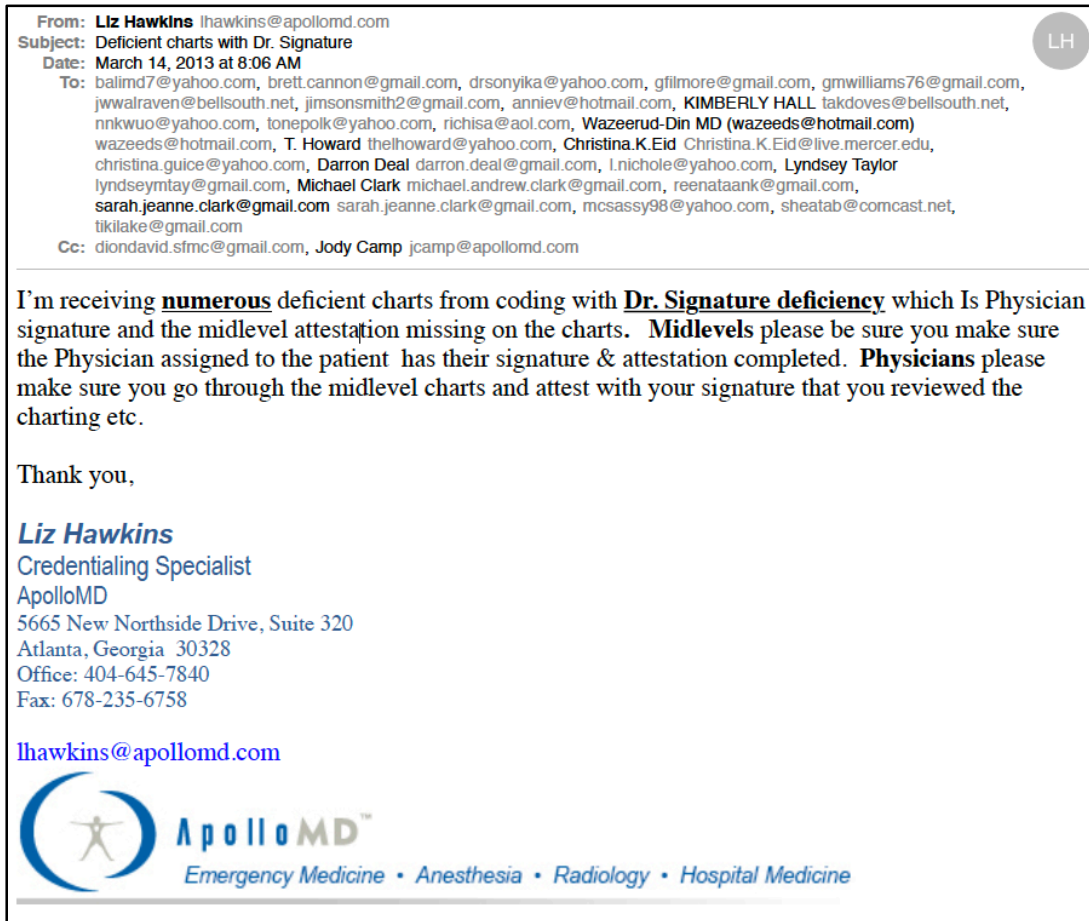 From: Liz Hawkins lhawkins@apollomd.com
LH
Subject: Deficient charts with Dr. Signature
Date: March 14, 2013 at 8:06 AM
To: balimd7@yahoo.com, brett.cannon@gmail.com, drsonyika@yahoo.com, gfilmore@gmail.com, gmwilliams76@gmail.com,
jwwalraven@bellsouth.net, jimsonsmith2@gmail.com, anniev@hotmail.com, KIMBERLY HALL takdoves@bellsouth.net,
nnkwuo@yahoo.com, tonepolk@yahoo.com, richisa@aol.com, Wazeerud-Din MD (wazeeds@hotmail.com)
wazeeds@hotmail.com, T. Howard thelhoward@yahoo.com, Christina.K.Eid Christina.K.Eid@live.mercer.edu,
christina.guice@yahoo.com, Darron Deal darron.deal@gmail.com, l.nichole@yahoo.com, Lyndsey Taylor
lyndseymtay@gmail.com, Michael Clark michael.andrew.clark@gmail.com, reenataank@gmail.com,
sarah.jeanne.clark@gmail.com sarah.jeanne.clark@gmail.com, mcsassy98@yahoo.com, sheatab@comcast.net,
tikilake@gmail.com
Cc: diondavid.sfmc@gmail.com, Jody Camp jcamp@apollomd.com
I'm receiving numerous deficient charts from coding with Dr. Signature deficiency which Is Physician
signature and the midlevel attestation missing on the charts. Midlevels please be sure you make sure
the Physician assigned to the patient has their signature & attestation completed. Physicians please
make sure you go through the midlevel charts and attest with your signature that you reviewed the
charting etc.
Thank you,
Liz Hawkins
Credentialing Specialist
ApolloMD
5665 New Northside Drive, Suite 320
Atlanta, Georgia 30328
Office: 404-645-7840
Fax: 678-235-6758
lhawkins@apollomd.com
ApolloMD™
Emergency Medicine • Anesthesia • Radiology • Hospital Medicine